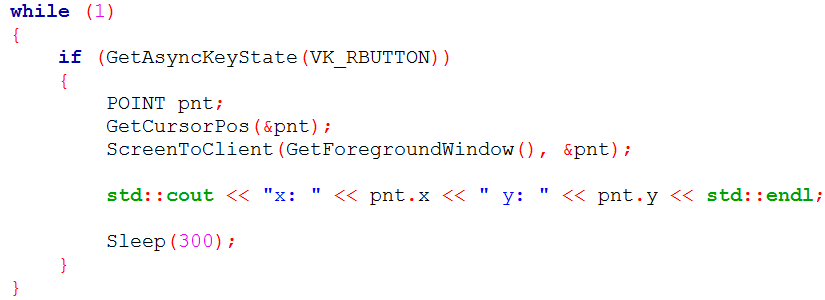 while (1)
{
    if (GetAsyncKeyState(VK_RBUTTON))
    {
        POINT pnt;
        GetCursorPos(&pnt);
        ScreenToClient(GetForegroundWindow(), &pnt);

        std::cout << "x: " << pnt.x << " y: " << pnt.y << std::endl;

        Sleep(300);
    }
}